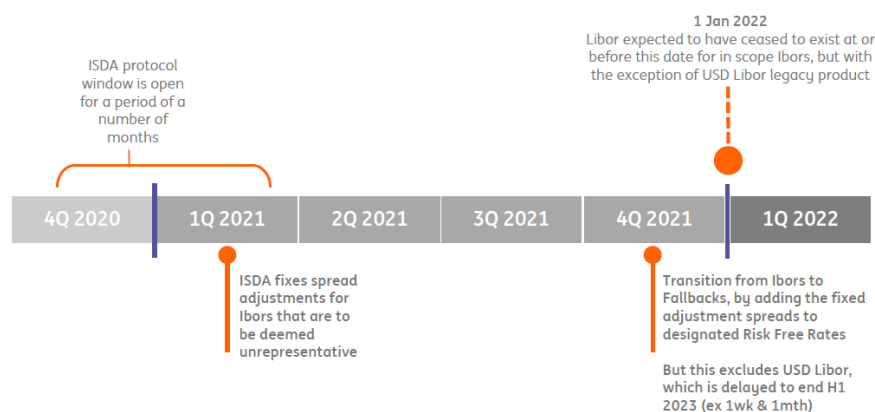 1 Jan 2022
Libor expected to have ceased to exist at or
before this date for in scope Ibors, but with
the exception of USD Libor legacy product
ISDA protocol
window is open
for a period of a
number of
months
4Q 2020
1Q 2021
2Q 2021
3Q 2021
4Q 2021
1Q 2022
ISDA fixes spread
adjustments for
Ibors that are to
be deemed
unrepresentative
Transition from Ibors to
Fallbacks, by adding the fixed
adjustment spreads to
designated Risk Free Rates
But this excludes USD Libor,
which is delayed to end H1
2023 (ex 1wk & 1mth)